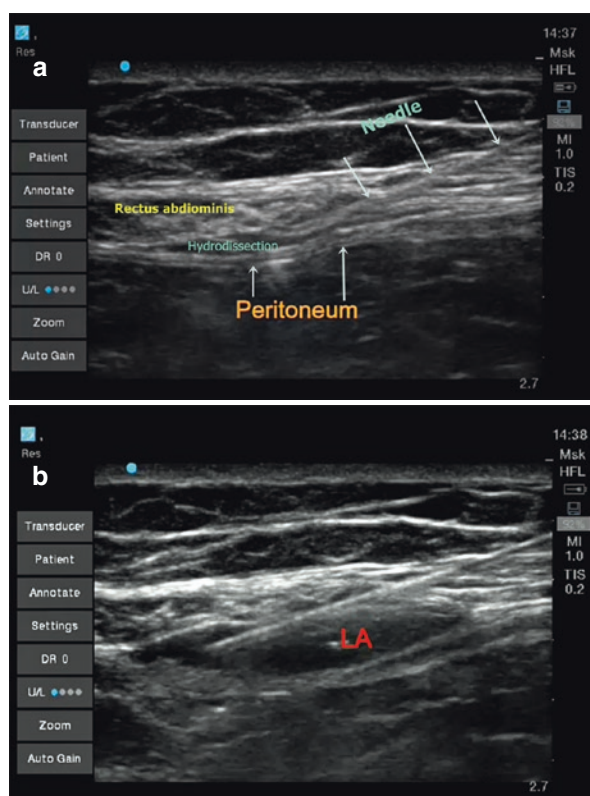 14:37
Res
a
Msk
HFL
Transducer
Needle
MI
1.0
Patient
TIS
0.2
Annotate
Rectus abdiominis
Settings
Hydrodissection
DR 0
U/L
Peritoneum
Zoom
Auto Gain
2.7
14:38
Res
b
Msk
HFL
Transducer
MI
1.0
Patient
TIS
0.2
Annotate
Settings
LA
DR 0
U/L
Zoom
Auto Gain
2.7